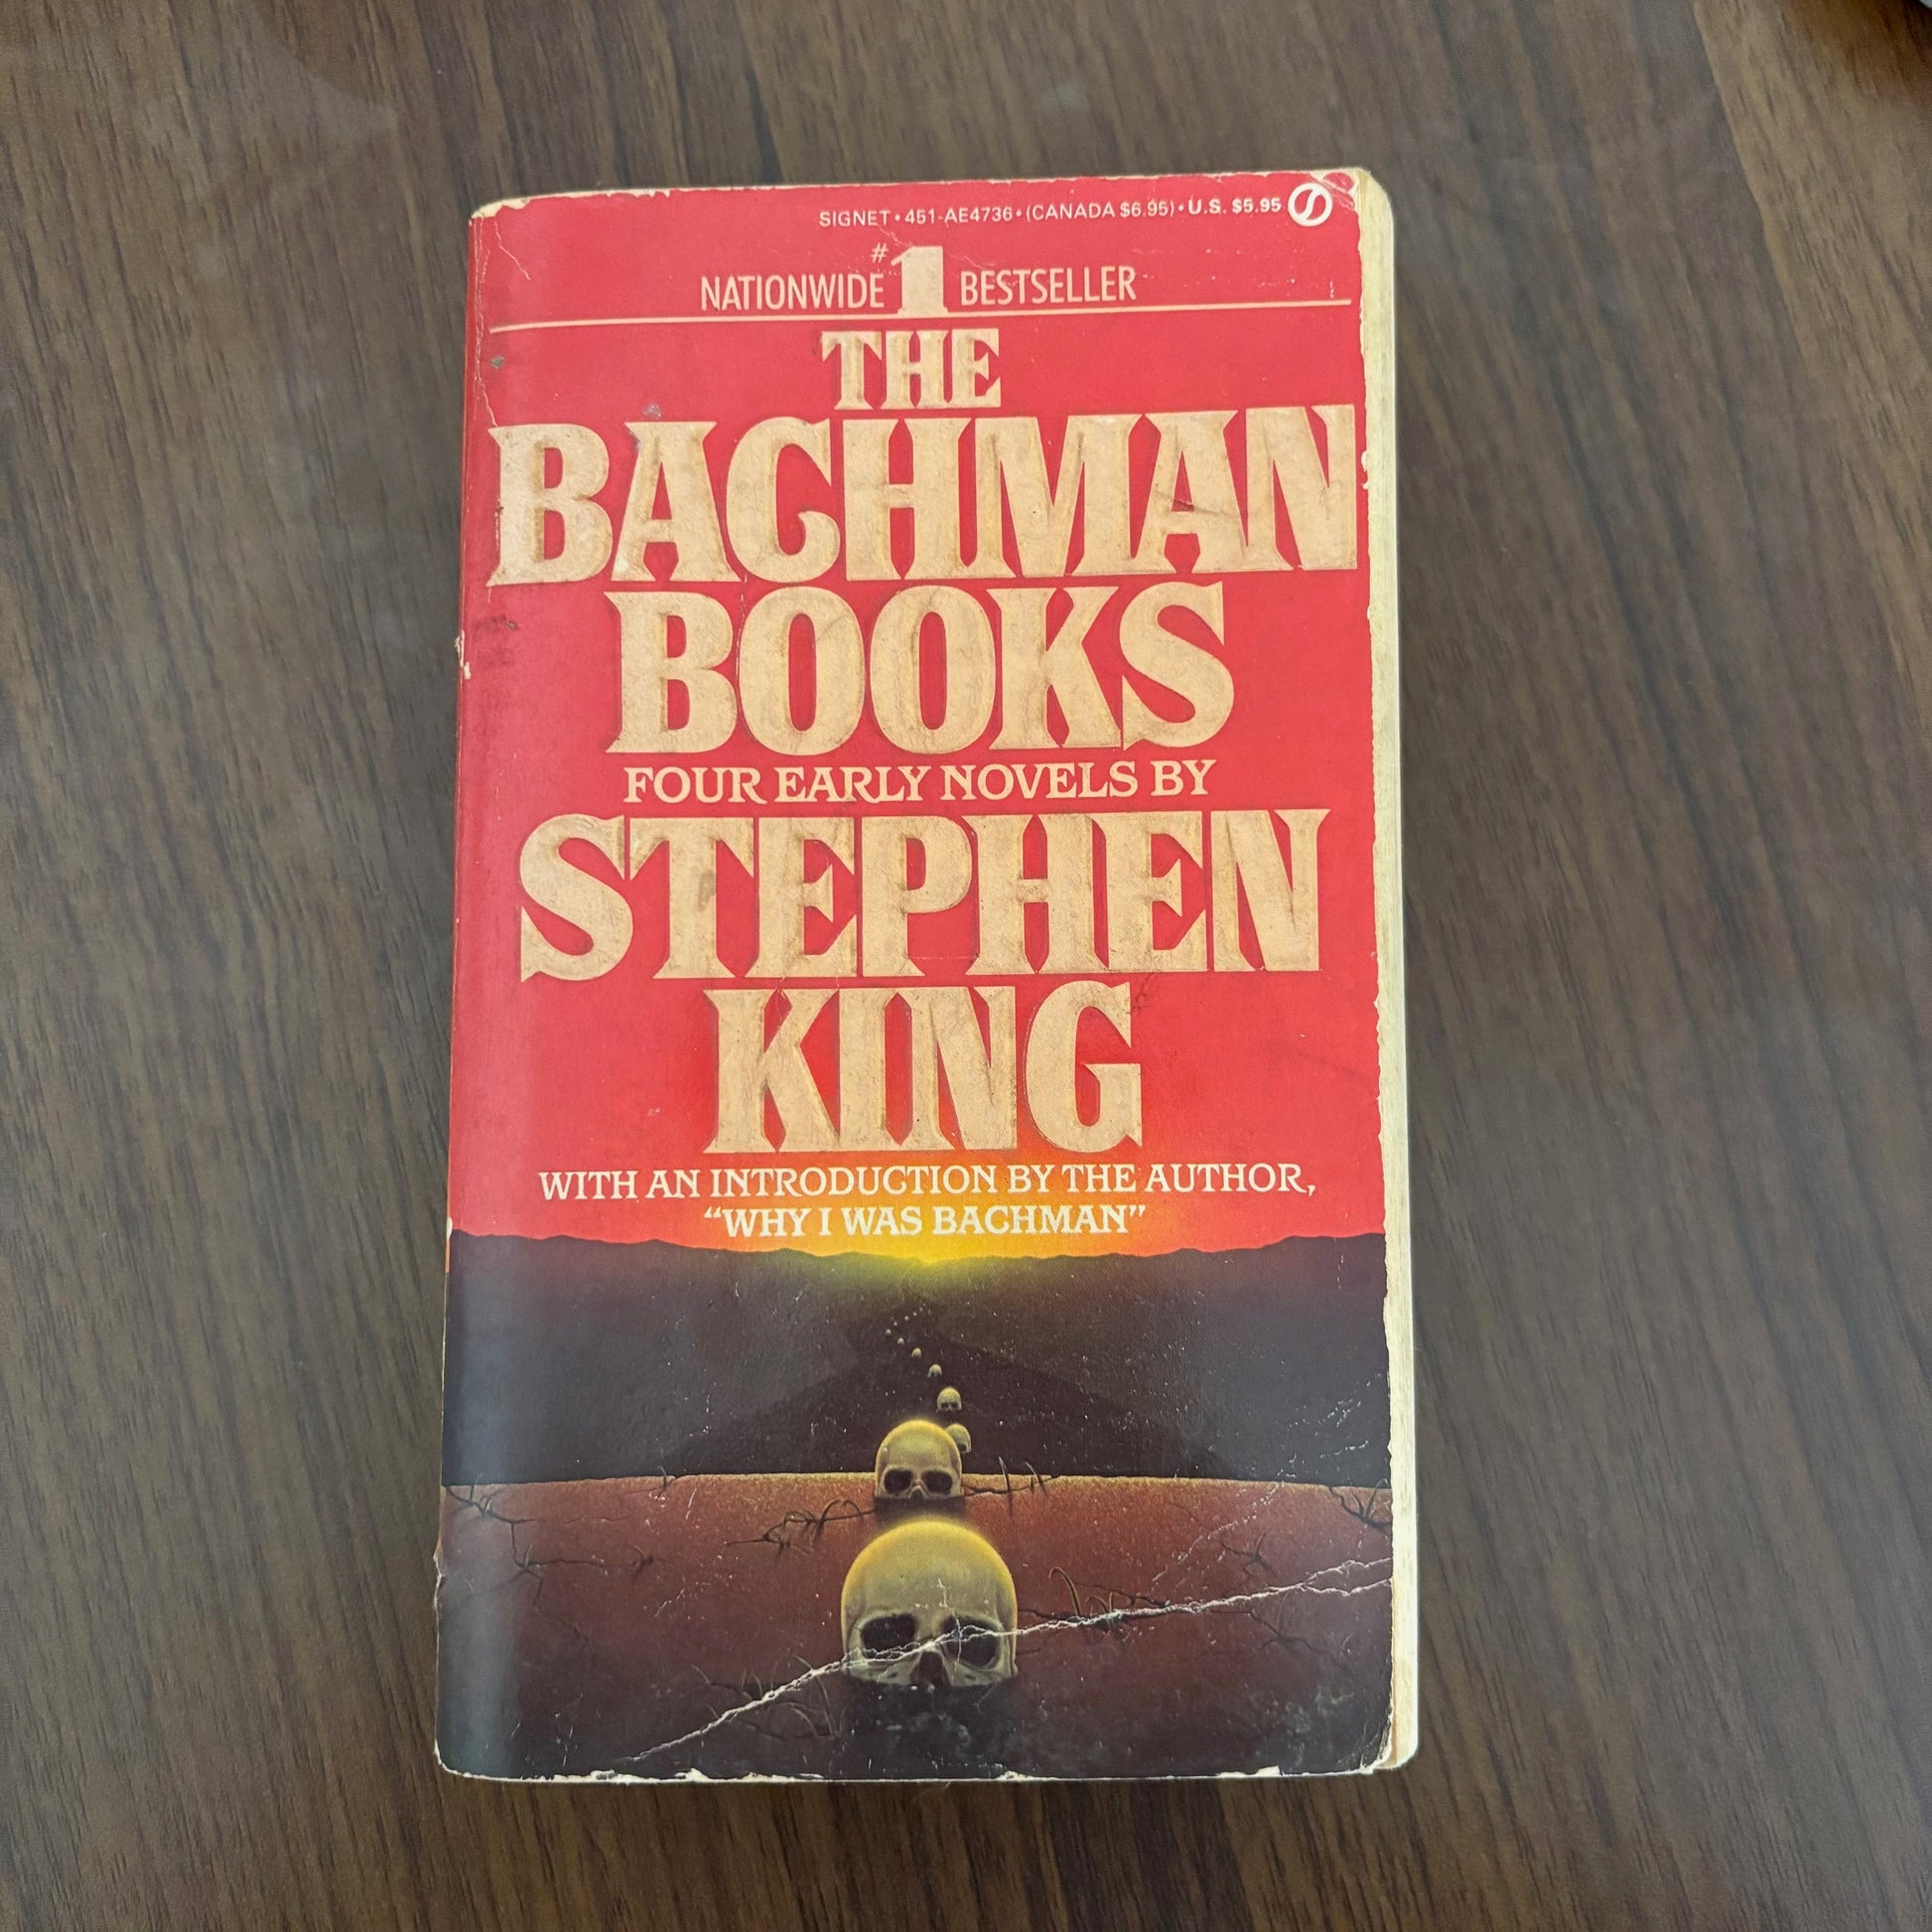 SIGNET • 451-AE4736 • (CANADA $6.95) • U.S. $5.95
NATIONWIDE #1 BESTSELLER
THE
BACHMAN
BOOKS
FOUR EARLY NOVELS BY
STEPHEN
KING
WITH AN INTRODUCTION BY THE AUTHOR,
“WHY I WAS BACHMAN”